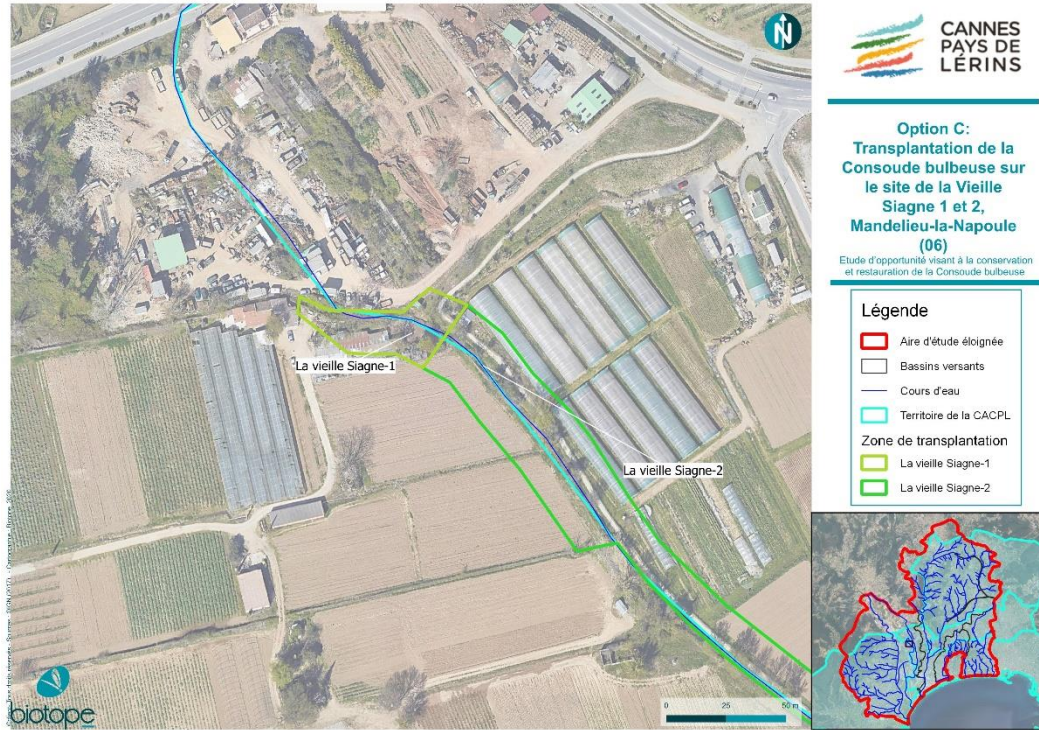 N
CANNES
PAYS DE
LÉRINS
Option C:
Transplantation de la
Consoude bulbeuse sur
le site de la Vieille
Siagne 1 et 2,
Mandelieu-la-Napoule
(06)
Etude d'opportunité visant à la conservation
et restauration de la Consoude bulbeuse
Légende
Aire d'étude éloignée
Bassins versants
Cours d'eau
Territoire de la CACPL
Zone de transplantation
La vieille Siagne-1
La vieille Siagne-2
La vieille Siagne-1
La vieille Siagne-2
biotope
0 25 50 m